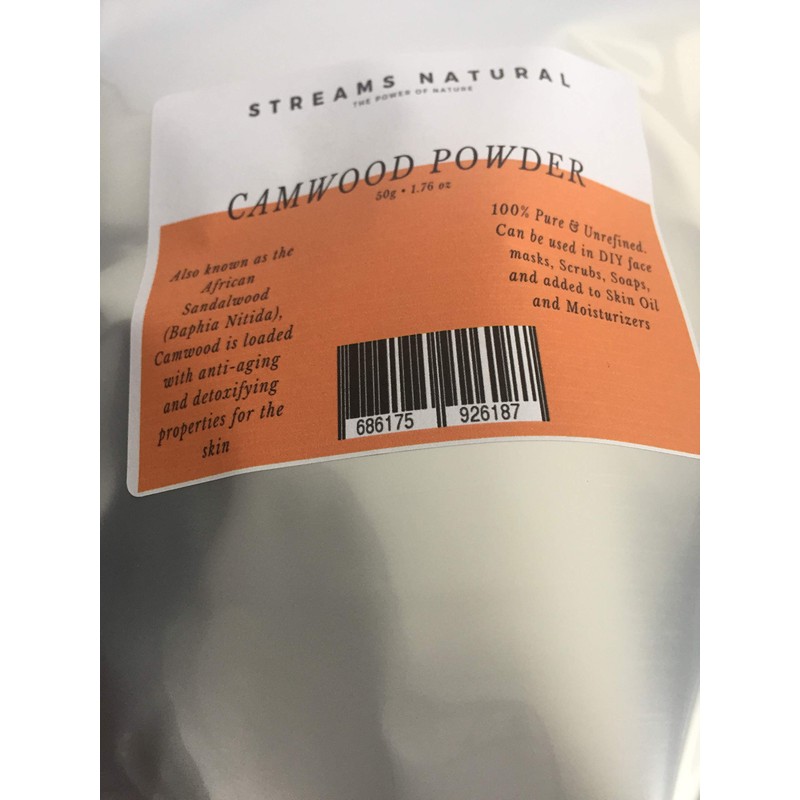 STREAMS NATURAL
THE POWER OF NATURE
CAMWOOD POWDER
50g • 1.76 oz
Also known as the
African
Sandalwood
(Baphia Nitida),
Camwood is loaded
with anti-aging
and detoxifying
properties for the
skin
100% Pure & Unrefined.
Can be used in DIY face
masks, Scrubs, Soaps,
and added to Skin Oil
and Moisturizers
686175 926187